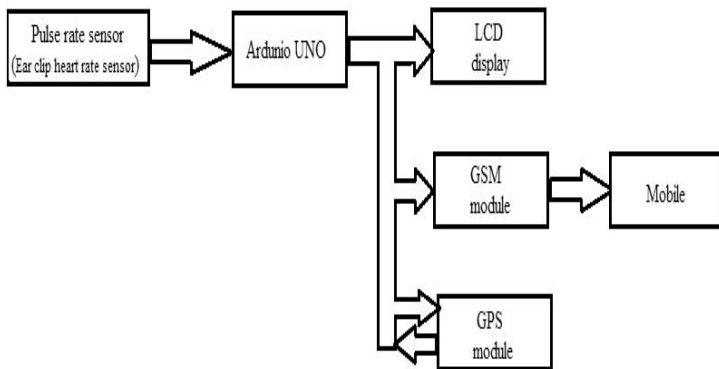 Pulse rate sensor
(Ear clip heart rate sensor)
Ardunio UNO
LCD
display
GSM
module
Mobile
GPS
module